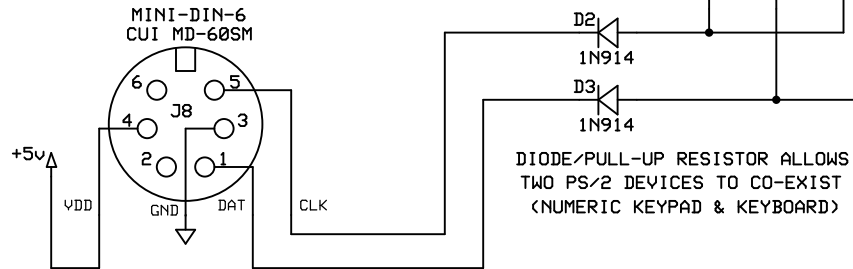 MINI-DIN-6
CUI MD-60SM
6
5
J8
4
3
2
1
+5v
VDD
GND
DAT
CLK
D2
1N914
D3
1N914
DIODE/PULL-UP RESISTOR ALLOWS
TWO PS/2 DEVICES TO CO-EXIST
(NUMERIC KEYPAD & KEYBOARD)